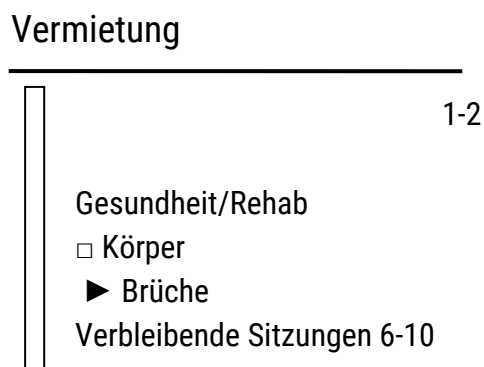 Vermietung
1-2
Gesundheit/Rehab
□ Körper
► Brüche
Verbleibende Sitzungen 6-10